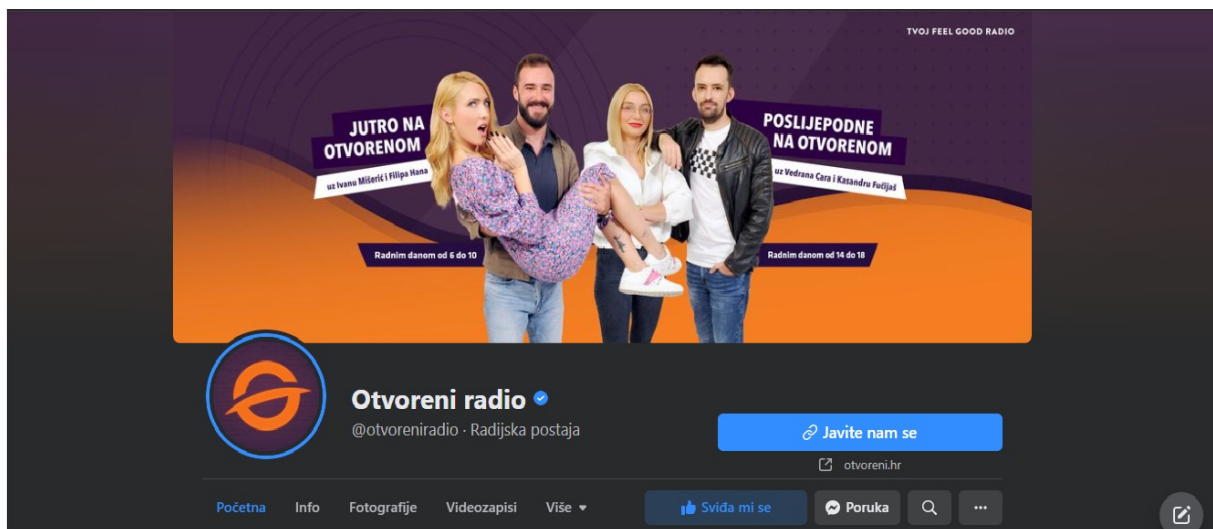 TVOJ FEEL GOOD RADIO
JUTRO NA
OTVORENOM
uz Ivanu Mišerić i Filipa Hana
Radnim danom od 6 do 10
POSLIJEPODNE
NA OTVORENOM
uz Vedrana Cara i Kasandru Fučijaš
Radnim danom od 14 do 18
Otvoreni radio
@otvoreniradio · Radijska postaja
Javite nam se
otvoreni.hr
Početna Info Fotografije Videozapisi Više Sviđa mi se Poruka